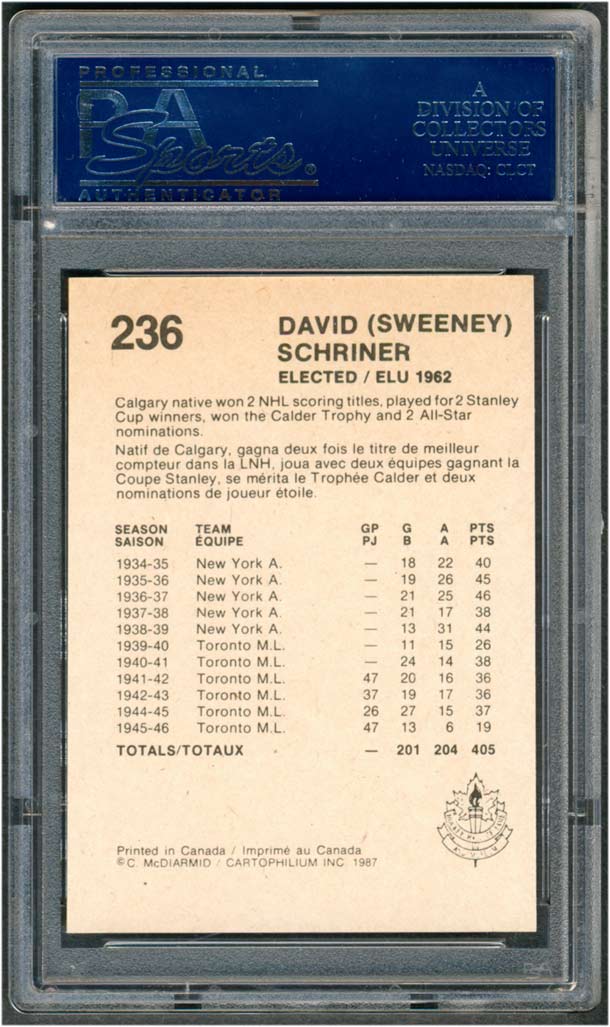 PROFESSIONAL
PSA
Sports®
AUTHENTICATOR
A
DIVISION OF
COLLECTORS
UNIVERSE
NASDAQ: CLCT
236
DAVID (SWEENEY)
SCHRINER
ELECTED / ELU 1962
Calgary native won 2 NHL scoring titles, played for 2 Stanley
Cup winners, won the Calder Trophy and 2 All-Star
nominations.
Natif de Calgary, gagna deux fois le titre de meilleur
compteur dans la LNH, joua avec deux équipes gagnant la
Coupe Stanley, se mérita le Trophée Calder et deux
nominations de joueur étoile.
SEASON TEAM GP G A PTS
SAISON ÉQUIPE PJ B A PTS
1934-35 New York A. — 18 22 40
1935-36 New York A. — 19 26 45
1936-37 New York A. — 21 25 46
1937-38 New York A. — 21 17 38
1938-39 New York A. — 13 31 44
1939-40 Toronto M.L. — 11 15 26
1940-41 Toronto M.L. — 24 14 38
1941-42 Toronto M.L. 47 20 16 36
1942-43 Toronto M.L. 37 19 17 36
1944-45 Toronto M.L. 26 27 15 37
1945-46 Toronto M.L. 47 13 6 19
TOTALS/TOTAUX — 201 204 405
Printed in Canada / Imprimé au Canada
©C. McDIARMID / CARTOPHILIUM INC. 1987
PSA